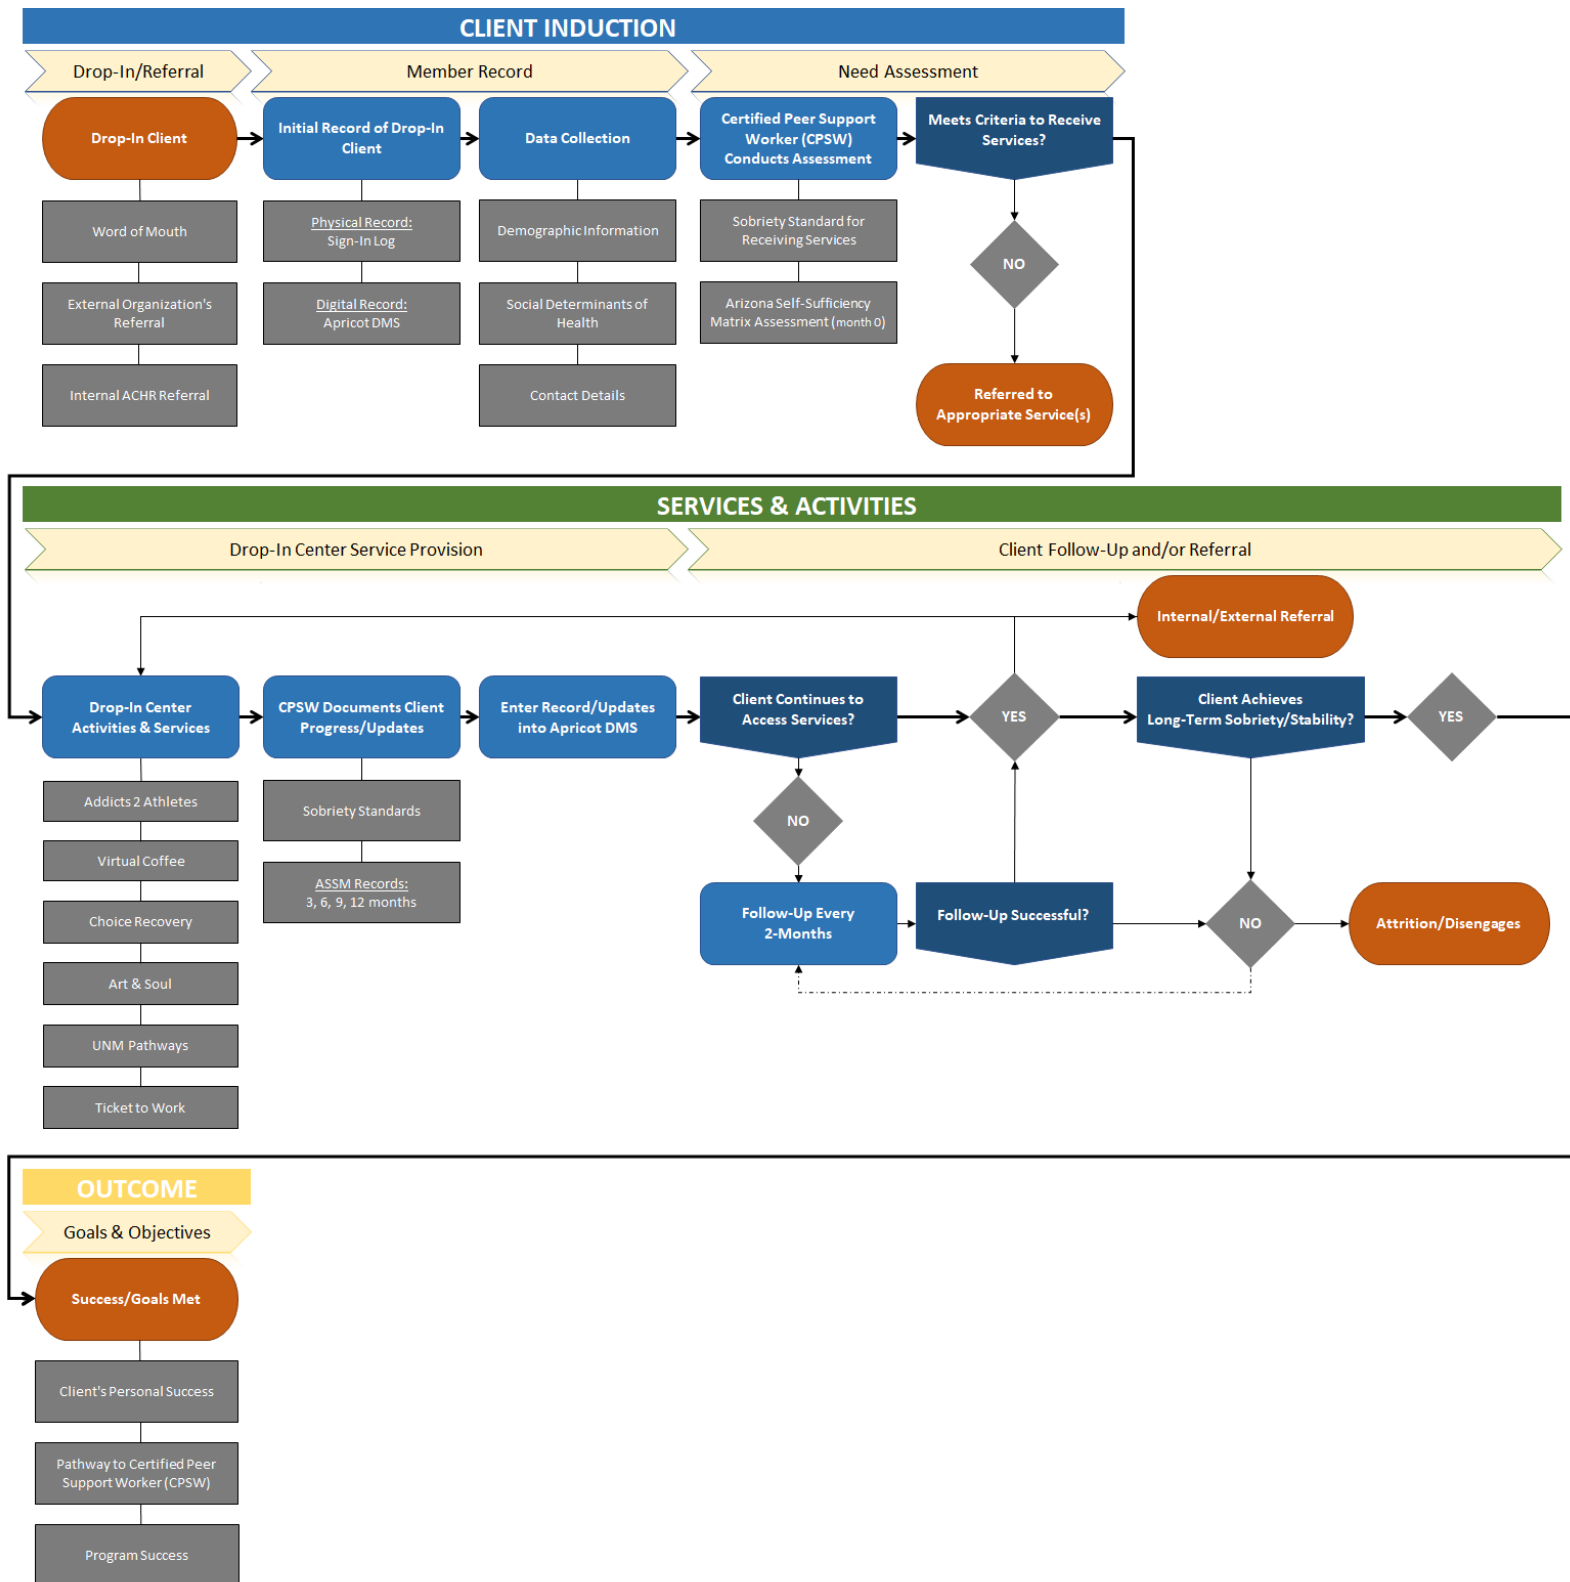 CLIENT INDUCTION
Drop-In/Referral
Member Record
Need Assessment
Drop-In Client
Initial Record of Drop-In
Client
Data Collection
Certified Peer Support
Worker (CPSW)
Conducts Assessment
Meets Criteria to Receive
Services?
Word of Mouth
External Organization's
Referral
Internal ACHR Referral
Physical Record:
Sign-In Log
Digital Record:
Apricot DMS
Demographic Information
Social Determinants of
Health
Contact Details
Sobriety Standard for
Receiving Services
Arizona Self-Sufficiency
Matrix Assessment (month 0)
NO
Referred to
Appropriate Service(s)
SERVICES & ACTIVITIES
Drop-In Center Service Provision
Client Follow-Up and/or Referral
Internal/External Referral
Drop-In Center
Activities & Services
CPSW Documents Client
Progress/Updates
Enter Record/Updates
into Apricot DMS
Client Continues to
Access Services?
YES
Client Achieves
Long-Term Sobriety/Stability?
YES
Addicts 2 Athletes
Virtual Coffee
Choice Recovery
Art & Soul
UNM Pathways
Ticket to Work
Sobriety Standards
ASSM Records:
3, 6, 9, 12 months
NO
Follow-Up Every
2-Months
Follow-Up Successful?
NO
Attrition/Disengages
OUTCOME
Goals & Objectives
Success/Goals Met
Client's Personal Success
Pathway to Certified Peer
Support Worker (CPSW)
Program Success